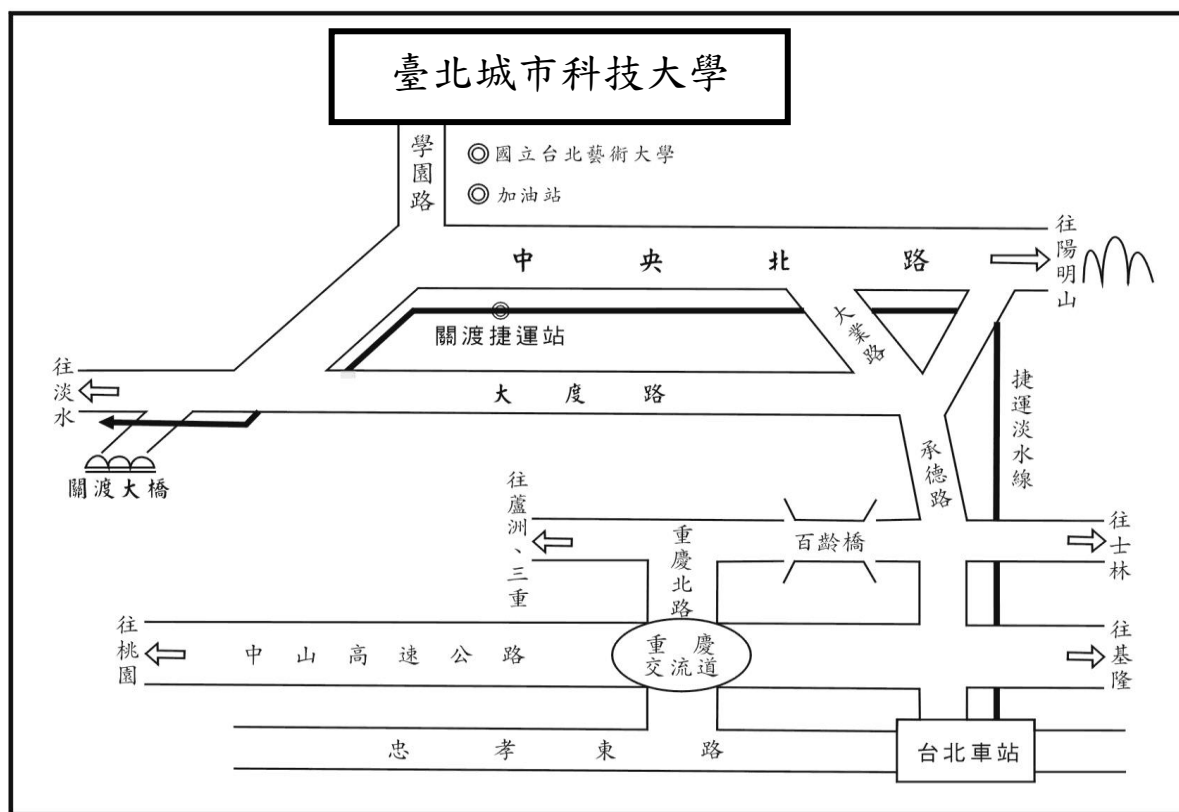 臺北城市科技大學
學園路
國立台北藝術大學
加油站
往陽明山
中央北路
大業路
關渡捷運站
往淡水
大度路
捷運淡水線
承德路
關渡大橋
往蘆洲、三重
重慶北路
百齡橋
往士林
往桃園
中山高速公路
重慶
交流道
往基隆
忠孝東路
台北車站